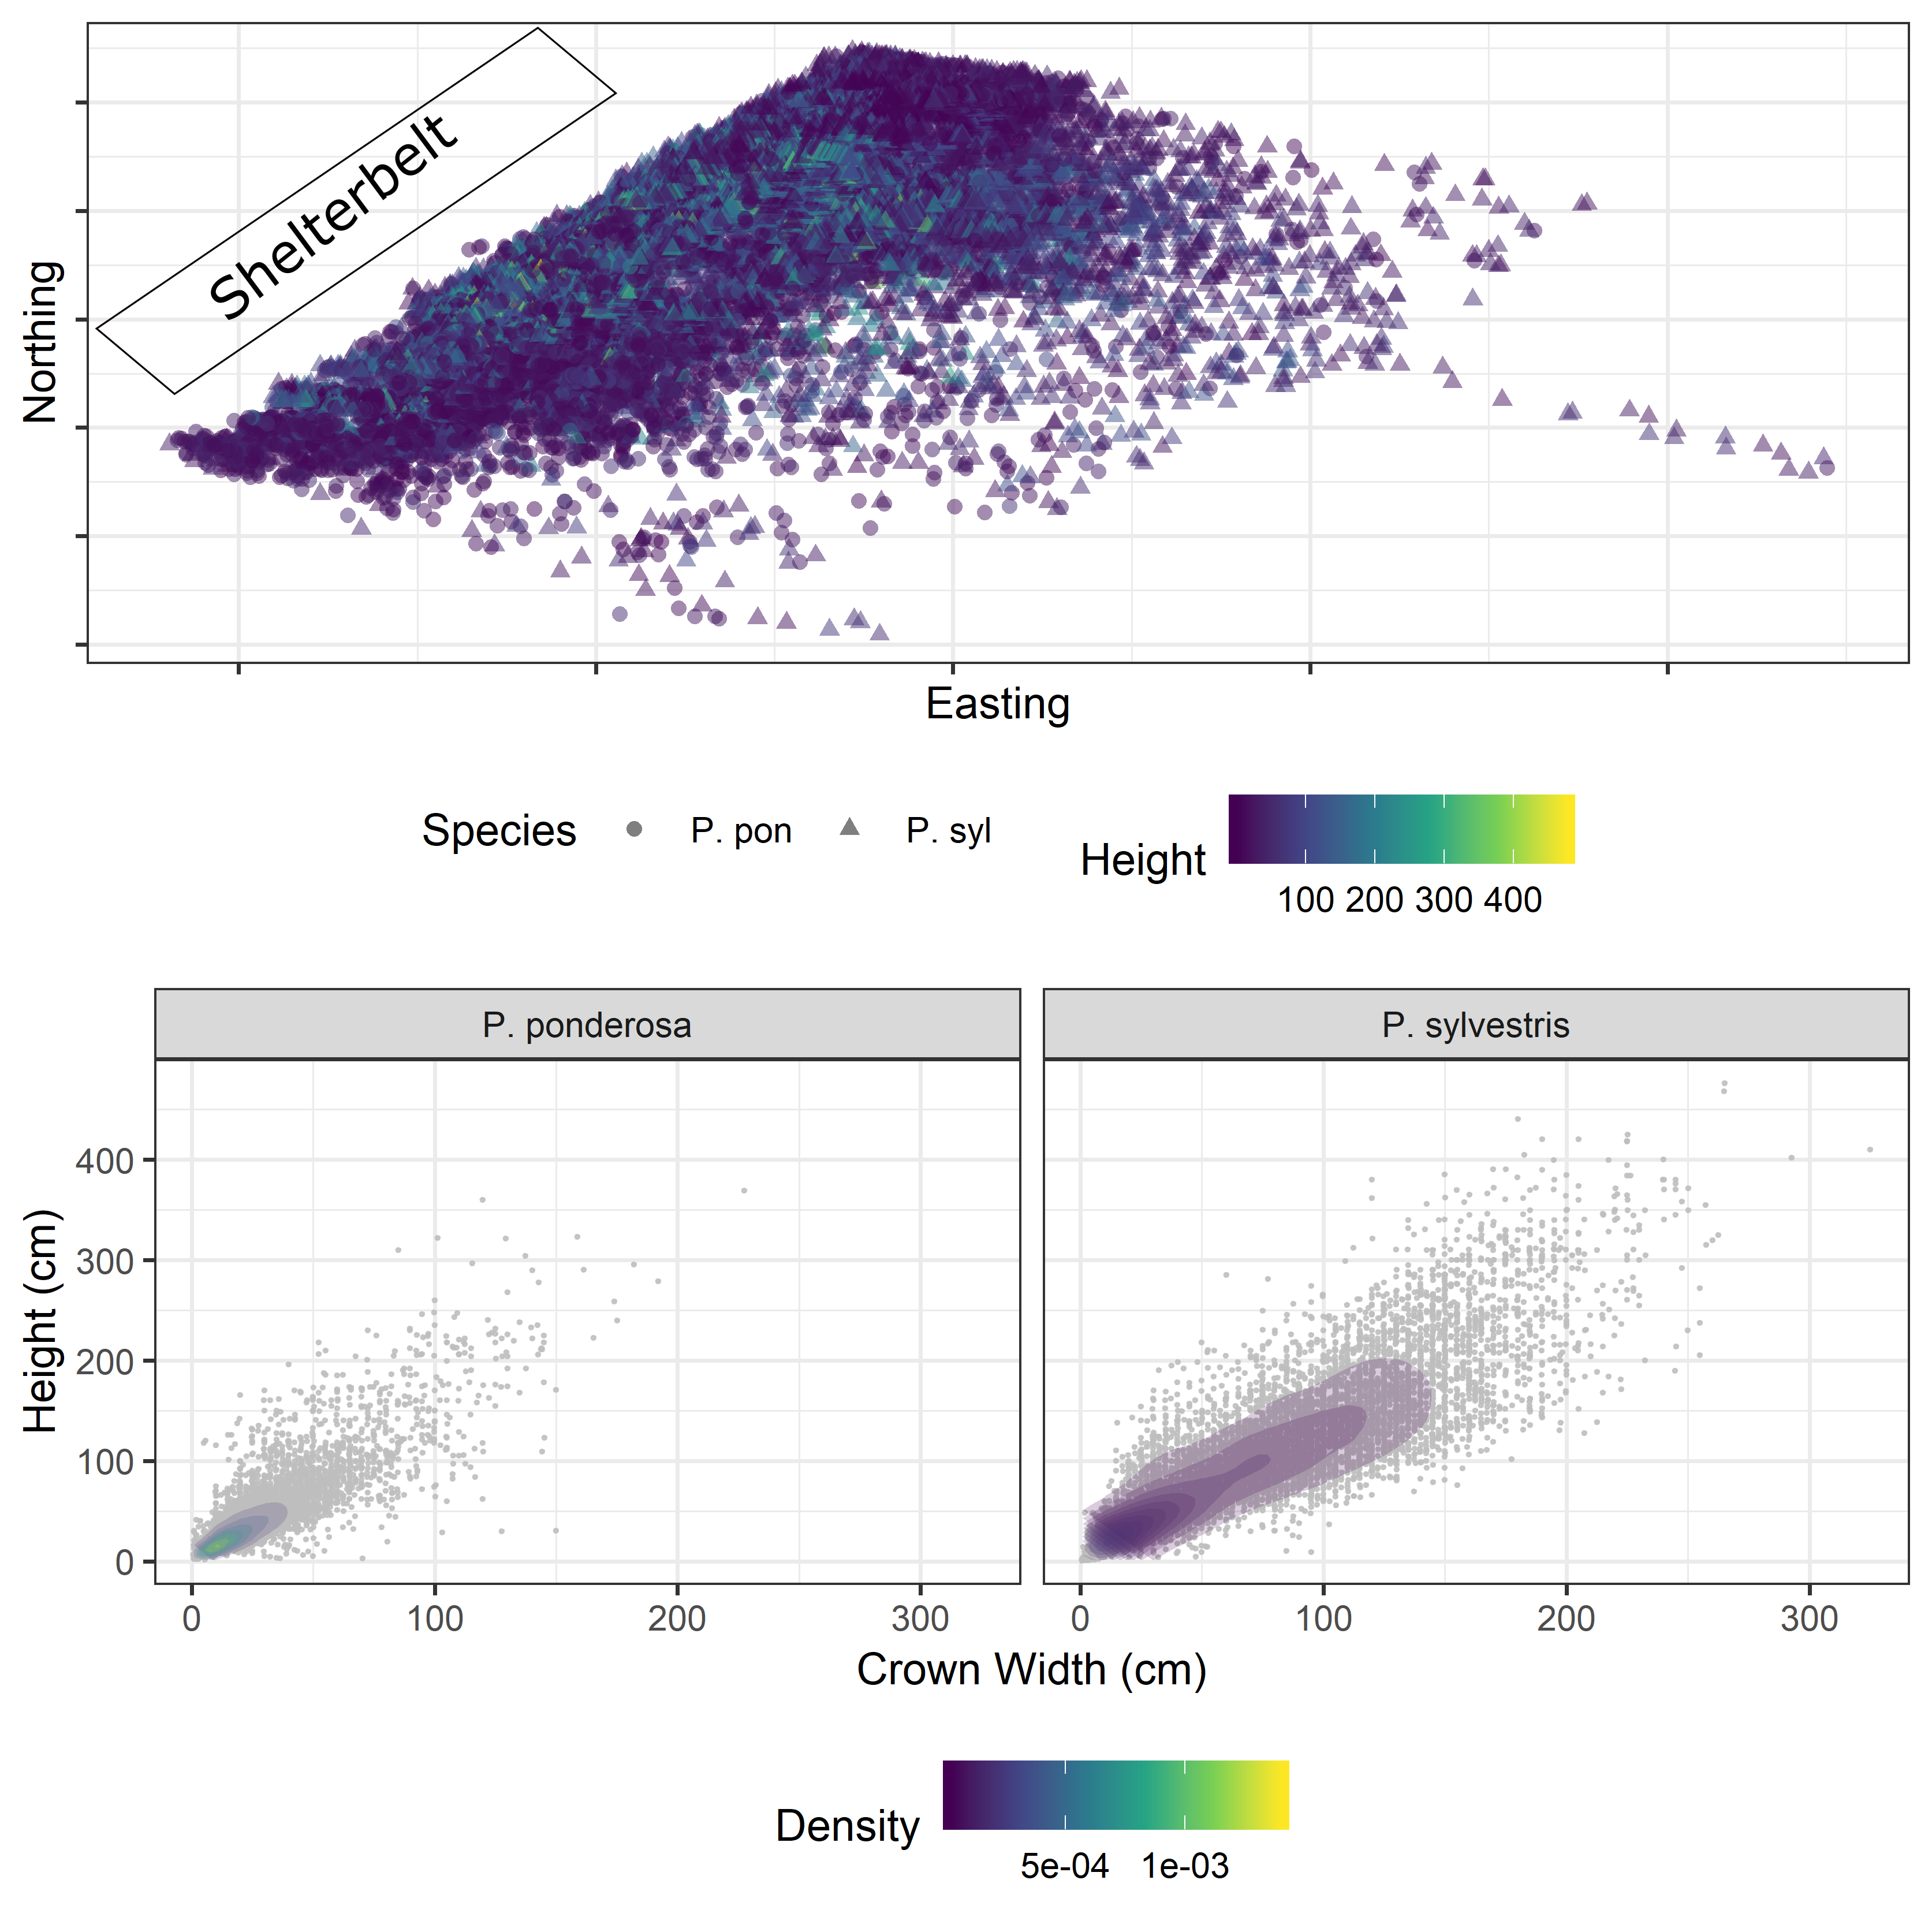 Shelterbelt
Northing
Easting
Species P. pon P. syl
Height
100 200 300 400
P. ponderosa P. sylvestris
Height (cm)
400
300
200
100
0
0 100 200 300 0 100 200 300
Crown Width (cm)
Density
5e-04 1e-03